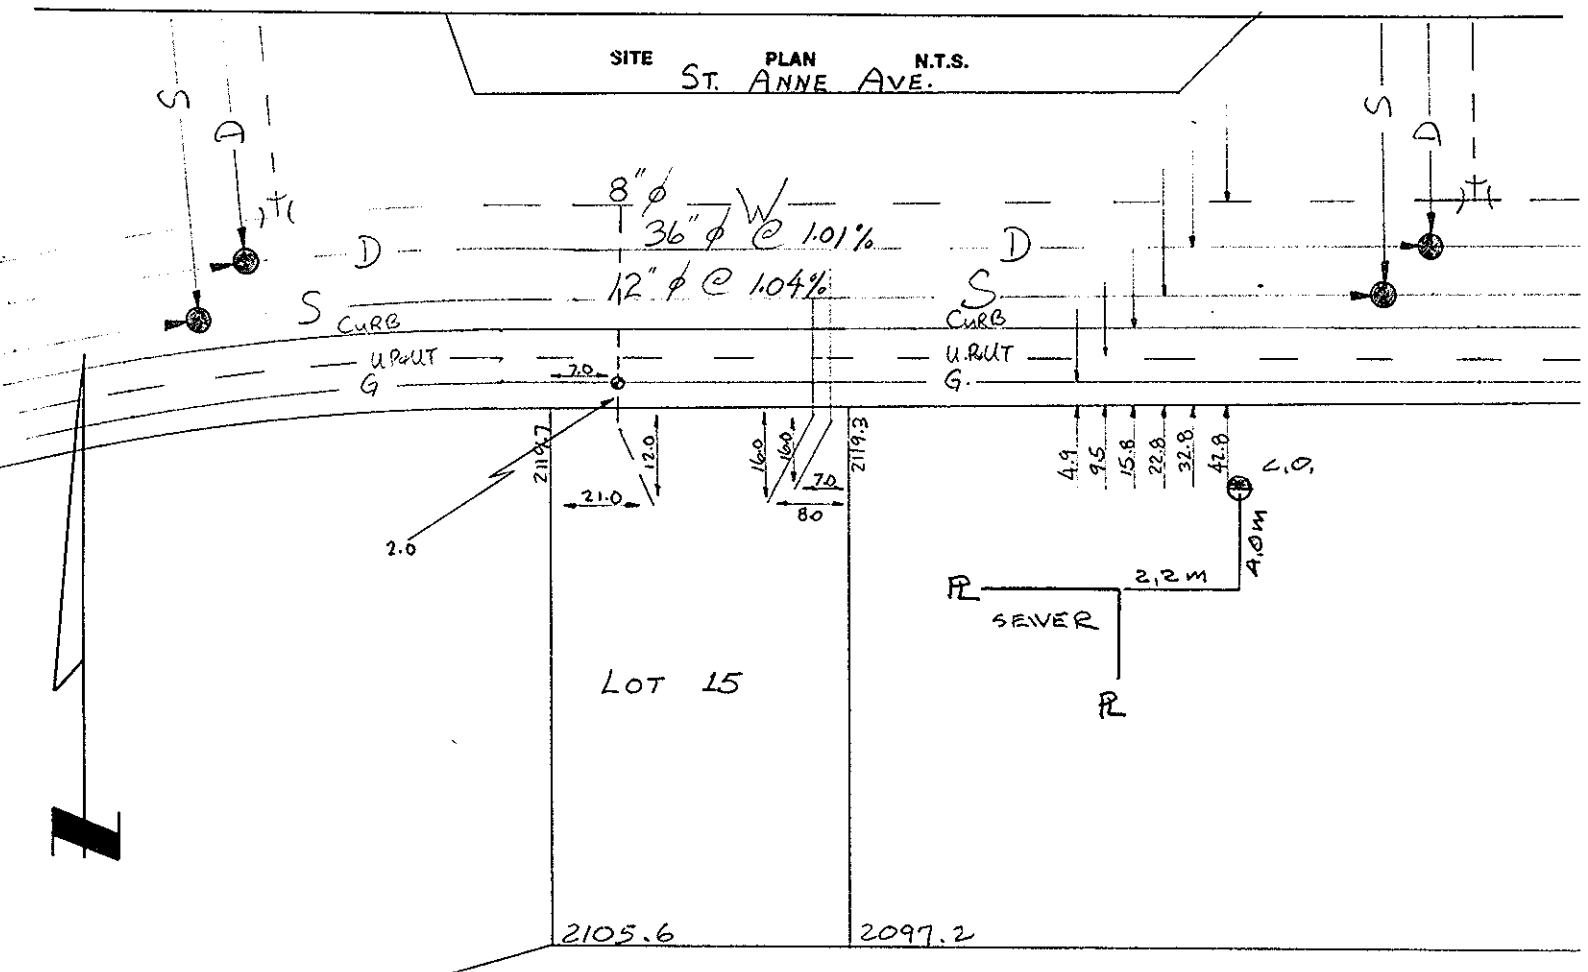 SITE PLAN N.T.S.
ST. ANNE AVE.
S D
S D
8" ϕ W
36" ϕ @ 1.01%
D D
12" ϕ @ 1.04%
S S
CURB CURB
U.P.&UT U.P.&UT
G G.
7.0
2119.7
12.0
16.0
16.0
2119.3
4.9
9.5
15.8
22.8
32.8
42.8
21.0
7.0
8.0
2.0
C.O.
4.0m
2.2m
PL
SEWER
PL
LOT 15
2105.6 2097.2